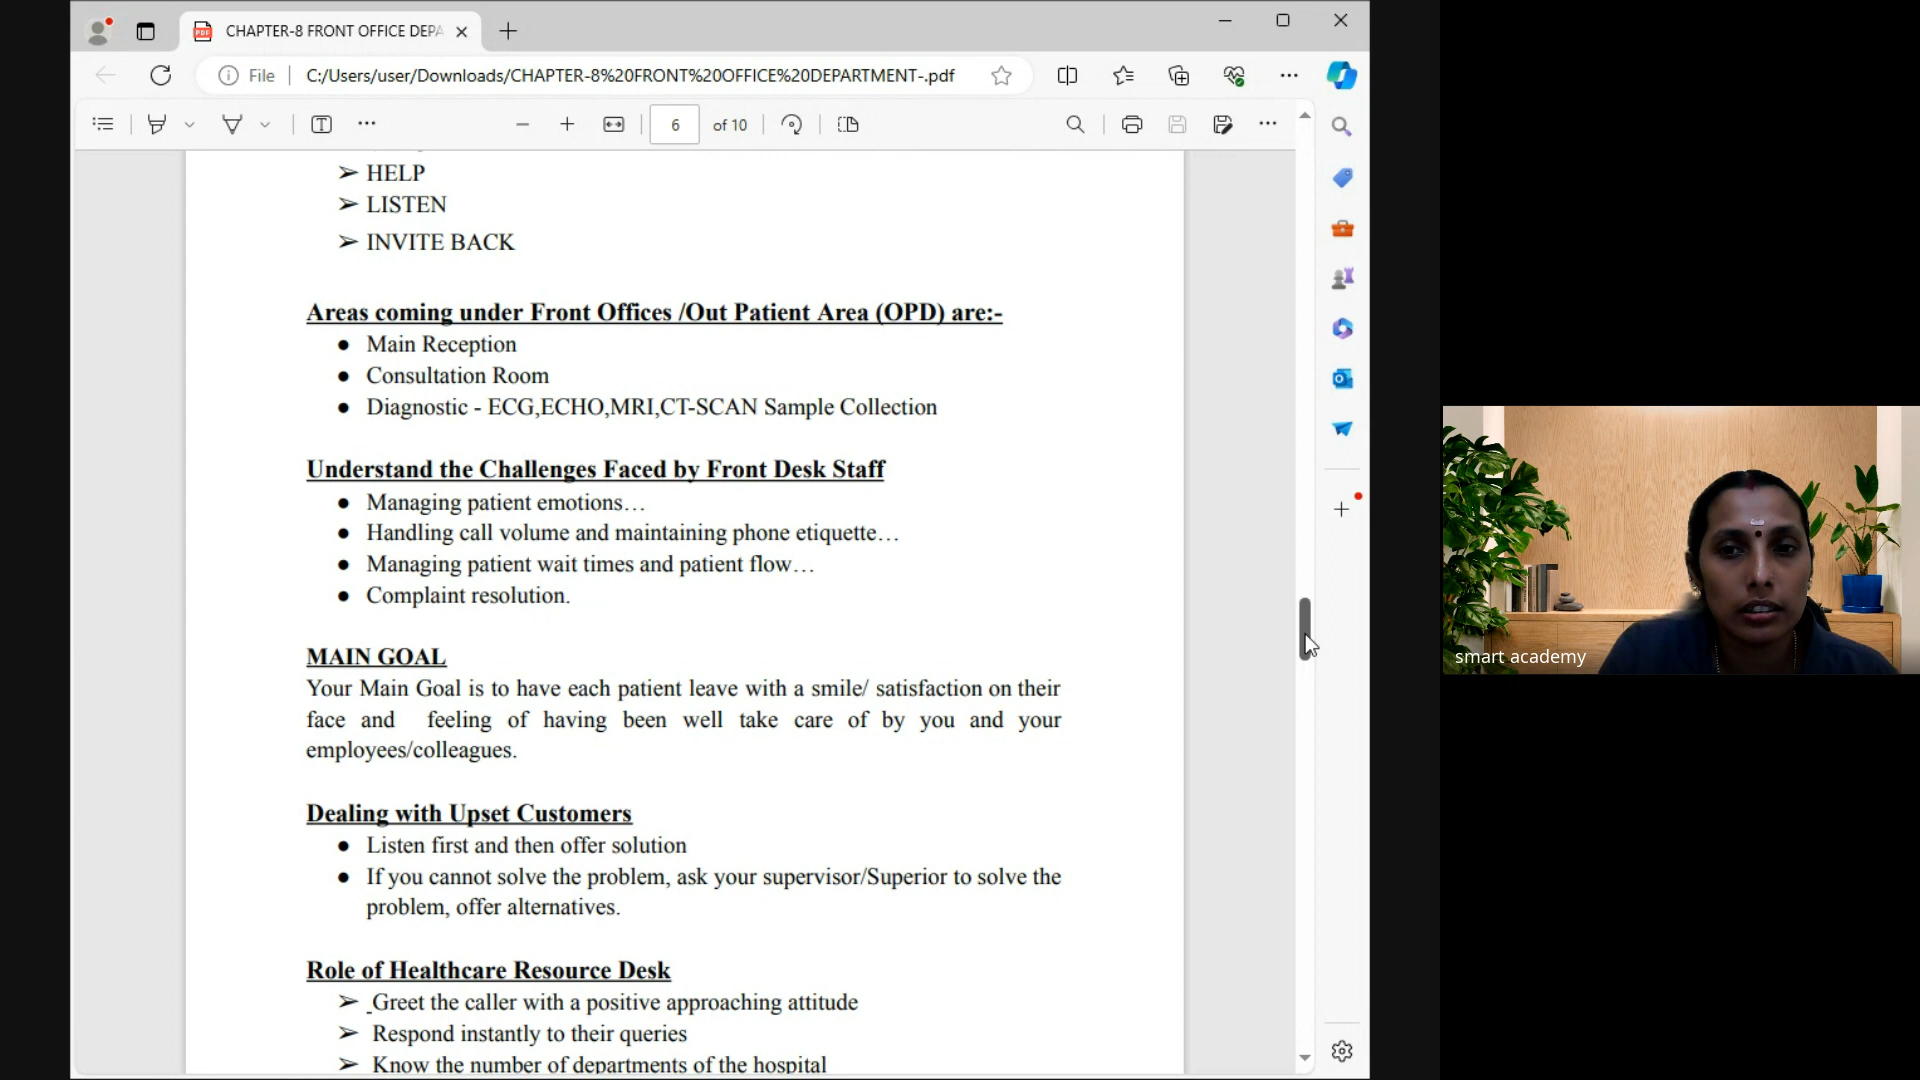 CHAPTER-8 FRONT OFFICE DEPA
File
C:/Users/user/Downloads/CHAPTER-8%20FRONT%20OFFICE%20DEPARTMENT-.pdf
6 of 10
➢ HELP
➢ LISTEN
➢ INVITE BACK
Areas coming under Front Offices /Out Patient Area (OPD) are:-
● Main Reception
● Consultation Room
● Diagnostic - ECG,ECHO,MRI,CT-SCAN Sample Collection
Understand the Challenges Faced by Front Desk Staff
● Managing patient emotions…
● Handling call volume and maintaining phone etiquette…
● Managing patient wait times and patient flow…
● Complaint resolution.
MAIN GOAL
Your Main Goal is to have each patient leave with a smile/ satisfaction on their
face and feeling of having been well take care of by you and your
employees/colleagues.
Dealing with Upset Customers
● Listen first and then offer solution
● If you cannot solve the problem, ask your supervisor/Superior to solve the
problem, offer alternatives.
Role of Healthcare Resource Desk
➢ Greet the caller with a positive approaching attitude
➢ Respond instantly to their queries
➢ Know the number of departments of the hospital
smart academy